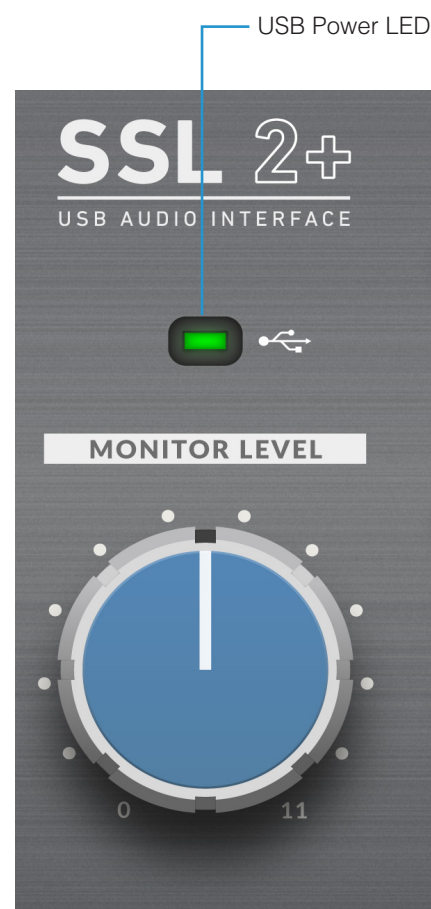 USB Power LED
SSL 2+
USB AUDIO INTERFACE
MONITOR LEVEL
0 11